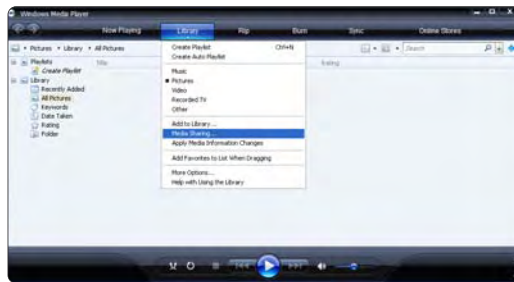 Windows Media Player
Now Playing Library Rip Burn Sync Online Stores
Pictures Library All Pictures Search
Playlists
Create Playlist
Library
Recently Added
All Pictures
Keywords
Date Taken
Rating
Folder
Title
Rating
Create Playlist Ctrl+N
Create Auto Playlist
Music
Pictures
Video
Recorded TV
Other
Add to Library...
Media Sharing...
Apply Media Information Changes
Add Favorites to List When Dragging
More Options...
Help with Using the Library